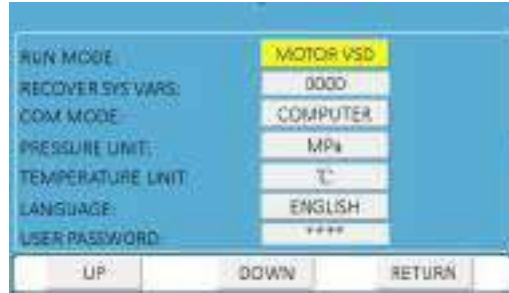 RUN MODE: MOTOR VSD
RECOVER SYS VARS: 0000
COM MODE: COMPUTER
PRESSURE UNIT: MPa
TEMPERATURE UNIT ℃
LANGUAGE: ENGLISH
USER PASSWORD: ****
UP DOWN RETURN